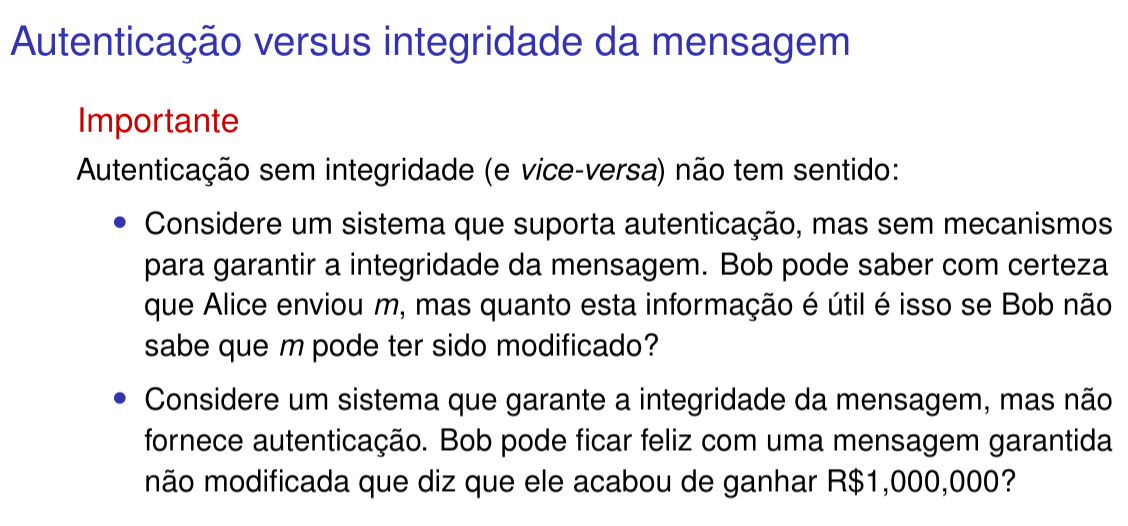 Autenticação versus integridade da mensagem
Importante
Autenticação sem integridade (e vice-versa) não tem sentido:
• Considere um sistema que suporta autenticação, mas sem mecanismos
para garantir a integridade da mensagem. Bob pode saber com certeza
que Alice enviou m, mas quanto esta informação é útil é isso se Bob não
sabe que m pode ter sido modificado?
• Considere um sistema que garante a integridade da mensagem, mas não
fornece autenticação. Bob pode ficar feliz com uma mensagem garantida
não modificada que diz que ele acabou de ganhar R$1,000,000?